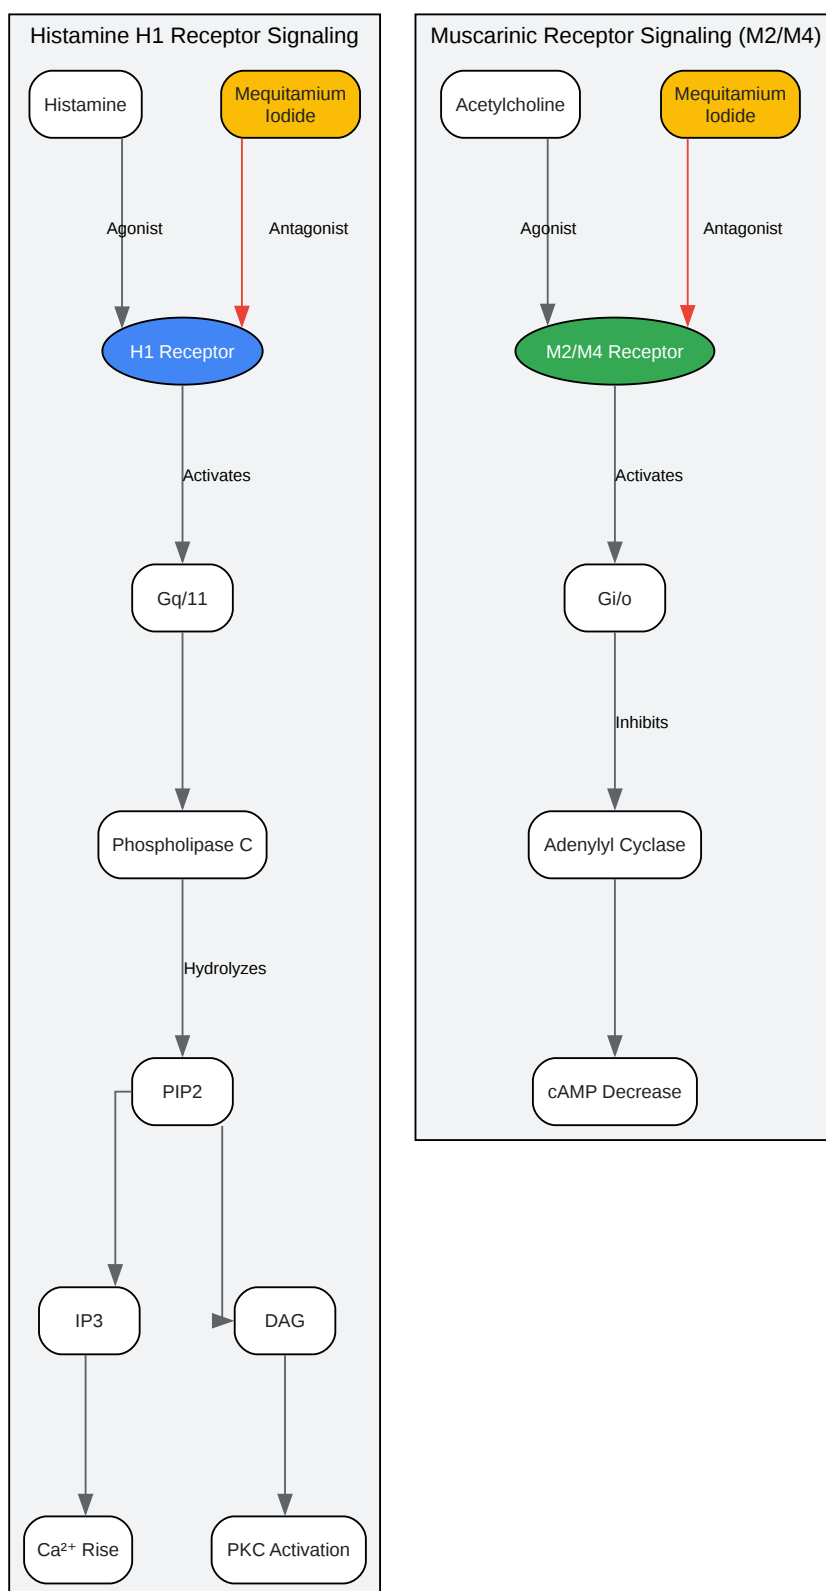 Histamine H1 Receptor Signaling
Histamine
Mequitamium
Iodide
Agonist
Antagonist
H1 Receptor
Activates
Gq/11
Phospholipase C
Hydrolyzes
PIP2
IP3
DAG
Ca²⁺ Rise
PKC Activation
Muscarinic Receptor Signaling (M2/M4)
Acetylcholine
Mequitamium
Iodide
Agonist
Antagonist
M2/M4 Receptor
Activates
Gi/o
Inhibits
Adenylyl Cyclase
cAMP Decrease